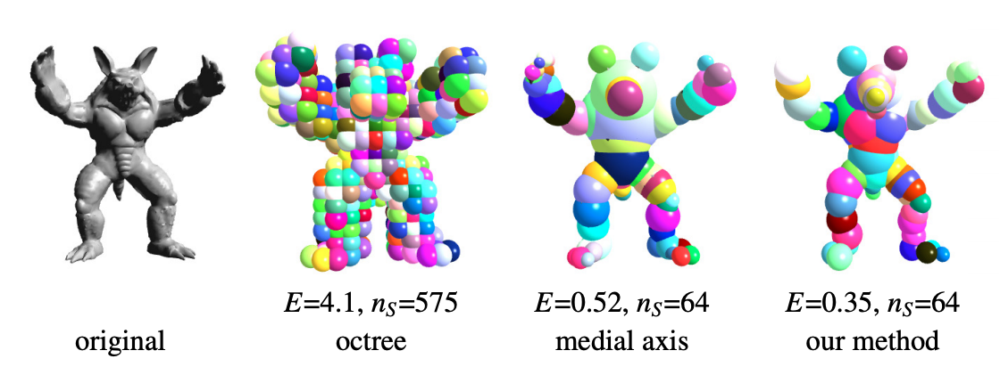 E=4.1, nS=575
E=0.52, nS=64
E=0.35, nS=64
original
octree
medial axis
our method